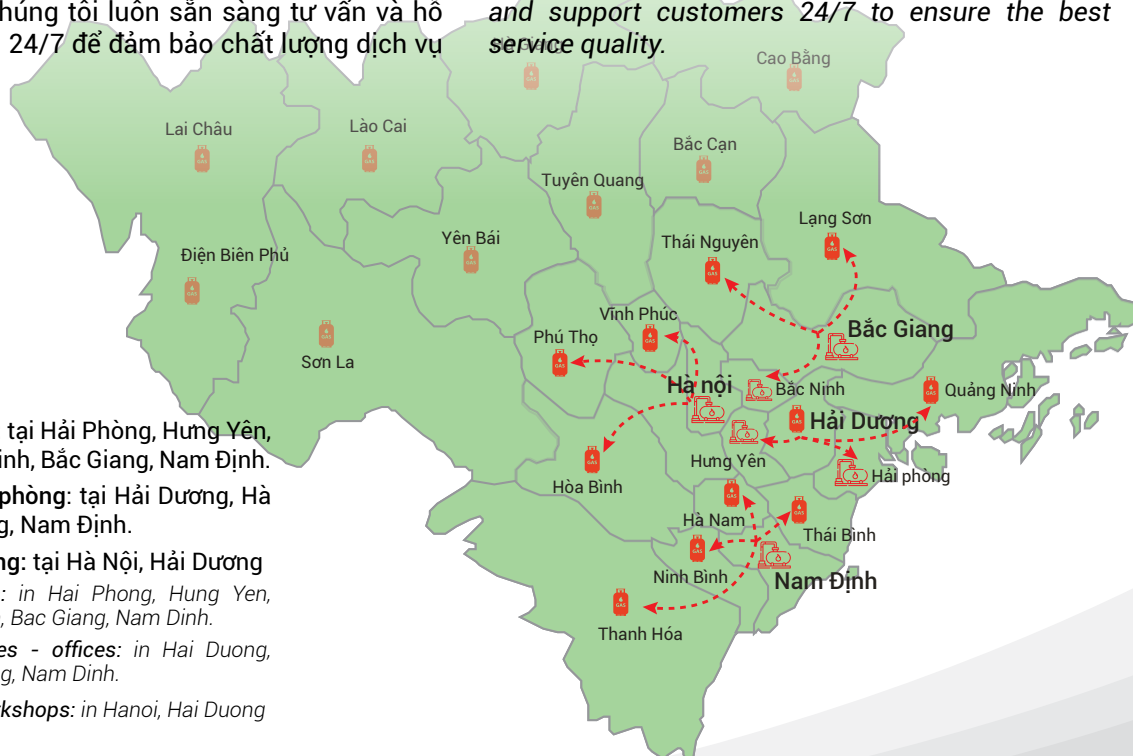 húng tôi luôn sẵn sàng tư vấn và hỗ
24/7 để đảm bảo chất lượng dịch vụ
and support customers 24/7 to ensure the best
service quality.
Hà Giang
Cao Bằng
Lai Châu
Lào Cai
Bắc Cạn
Tuyên Quang
Lạng Sơn
Yên Bái
Thái Nguyên
Điện Biên Phủ
Vĩnh Phúc
Bắc Giang
Phú Thọ
Sơn La
Hà nội
Bắc Ninh
Quảng Ninh
Hải Dương
Hưng Yên
Hải phòng
Hòa Bình
Hà Nam
Thái Bình
Ninh Bình
Nam Định
Thanh Hóa
tại Hải Phòng, Hưng Yên,
inh, Bắc Giang, Nam Định.
phòng: tại Hải Dương, Hà
g, Nam Định.
ng: tại Hà Nội, Hải Dương
: in Hai Phong, Hung Yen,
, Bac Giang, Nam Dinh.
es - offices: in Hai Duong,
g, Nam Dinh.
rkshops: in Hanoi, Hai Duong